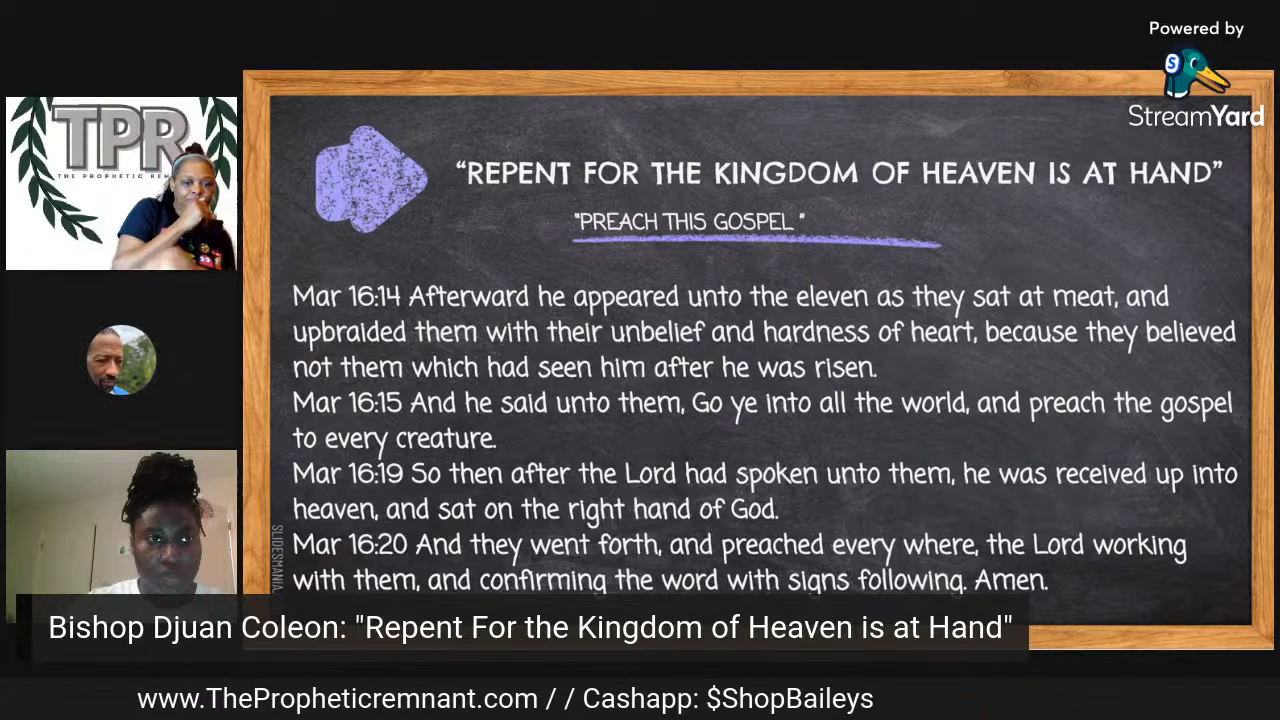 Powered by
StreamYard
TPR
THE PROPHETIC REM
"REPENT FOR THE KINGDOM OF HEAVEN IS AT HAND"
"PREACH THIS GOSPEL "
Mar 16:14 Afterward he appeared unto the eleven as they sat at meat, and
upbraided them with their unbelief and hardness of heart, because they believed
not them which had seen him after he was risen.
Mar 16:15 And he said unto them, Go ye into all the world, and preach the gospel
to every creature.
Mar 16:19 So then after the Lord had spoken unto them, he was received up into
heaven, and sat on the right hand of God.
Mar 16:20 And they went forth, and preached every where, the Lord working
with them, and confirming the word with signs following. Amen.
SLIDESMANIA
Bishop Djuan Coleon: "Repent For the Kingdom of Heaven is at Hand"
www.ThePropheticremnant.com / / Cashapp: $ShopBaileys